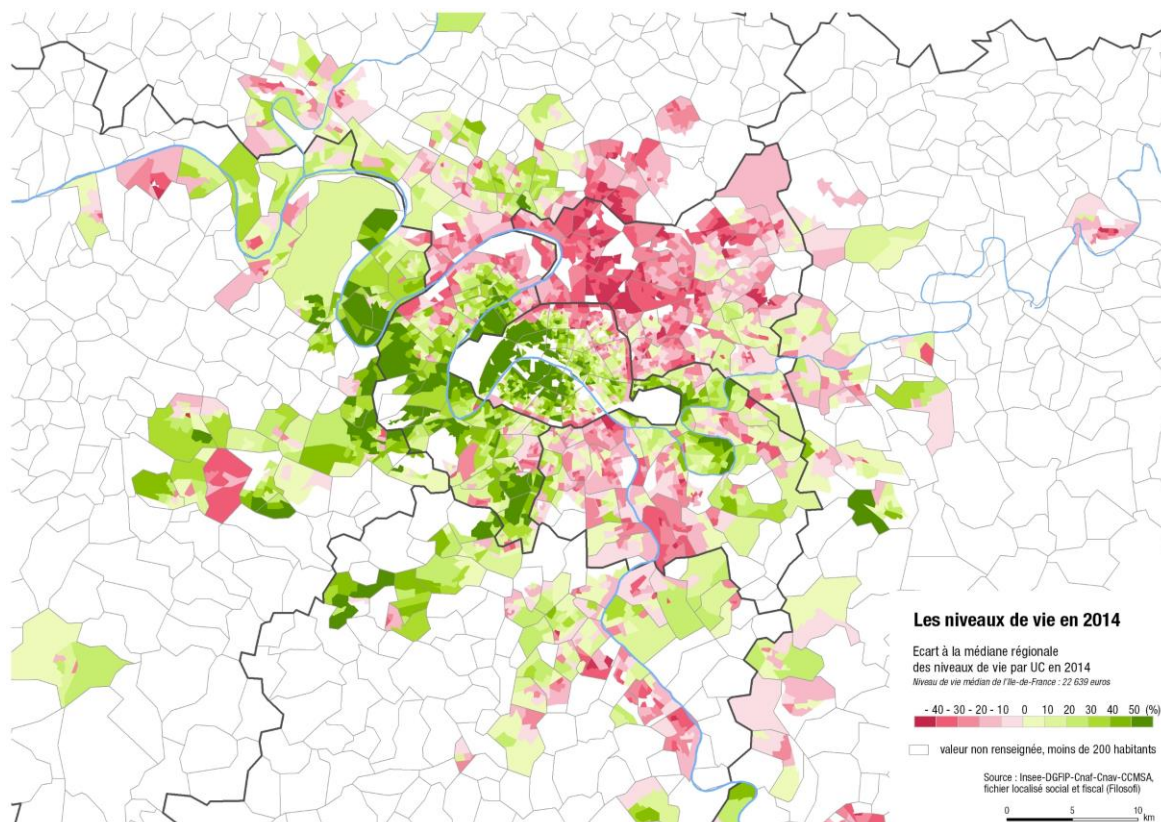 Les niveaux de vie en 2014
Ecart à la médiane régionale
des niveaux de vie par UC en 2014
Niveau de vie médian de l'Ile-de-France : 22 639 euros
- 40 - 30 - 20 - 10 0 10 20 30 40 50 (%)
valeur non renseignée, moins de 200 habitants
Source : Insee-DGFIP-Cnaf-Cnav-CCMSA,
fichier localisé social et fiscal (Filosofi)
0 5 10
km